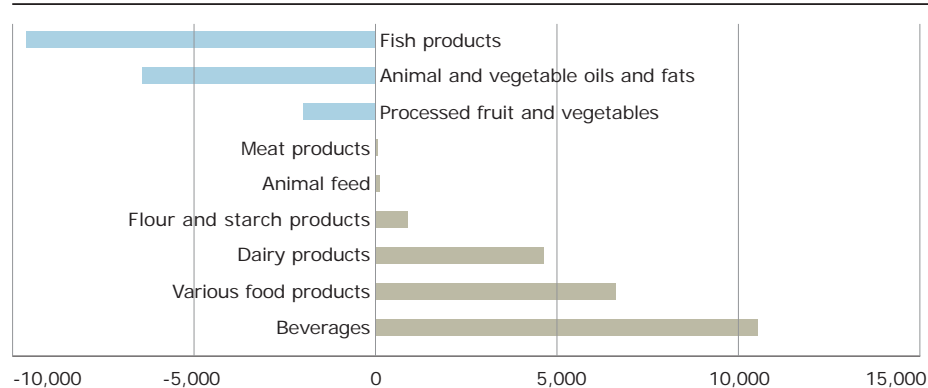 Fish products
Animal and vegetable oils and fats
Processed fruit and vegetables
Meat products
Animal feed
Flour and starch products
Dairy products
Various food products
Beverages
-10,000 -5,000 0 5,000 10,000 15,000